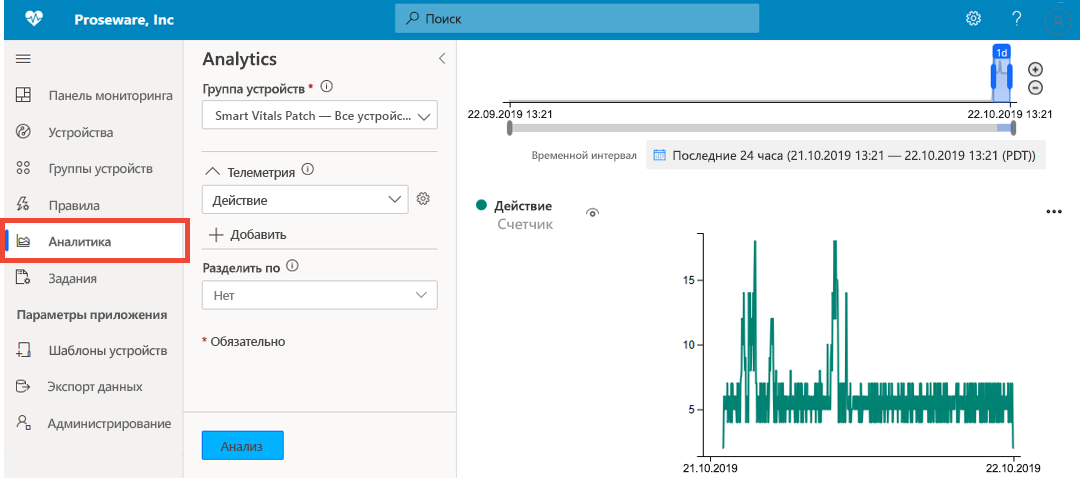 Proseware, Inc
Поиск
Панель мониторинга
Устройства
Группы устройств
Правила
Аналитика
Задания
Параметры приложения
Шаблоны устройств
Экспорт данных
Администрирование
Analytics
Группа устройств *
Smart Vitals Patch — Все устройс...
Телеметрия
Действие
Добавить
Разделить по
Нет
* Обязательно
Анализ
1d
22.09.2019 13:21
22.10.2019 13:21
Временной интервал
Последние 24 часа (21.10.2019 13:21 — 22.10.2019 13:21 (PDT))
Действие
Счетчик
15
10
5
21.10.2019
22.10.2019